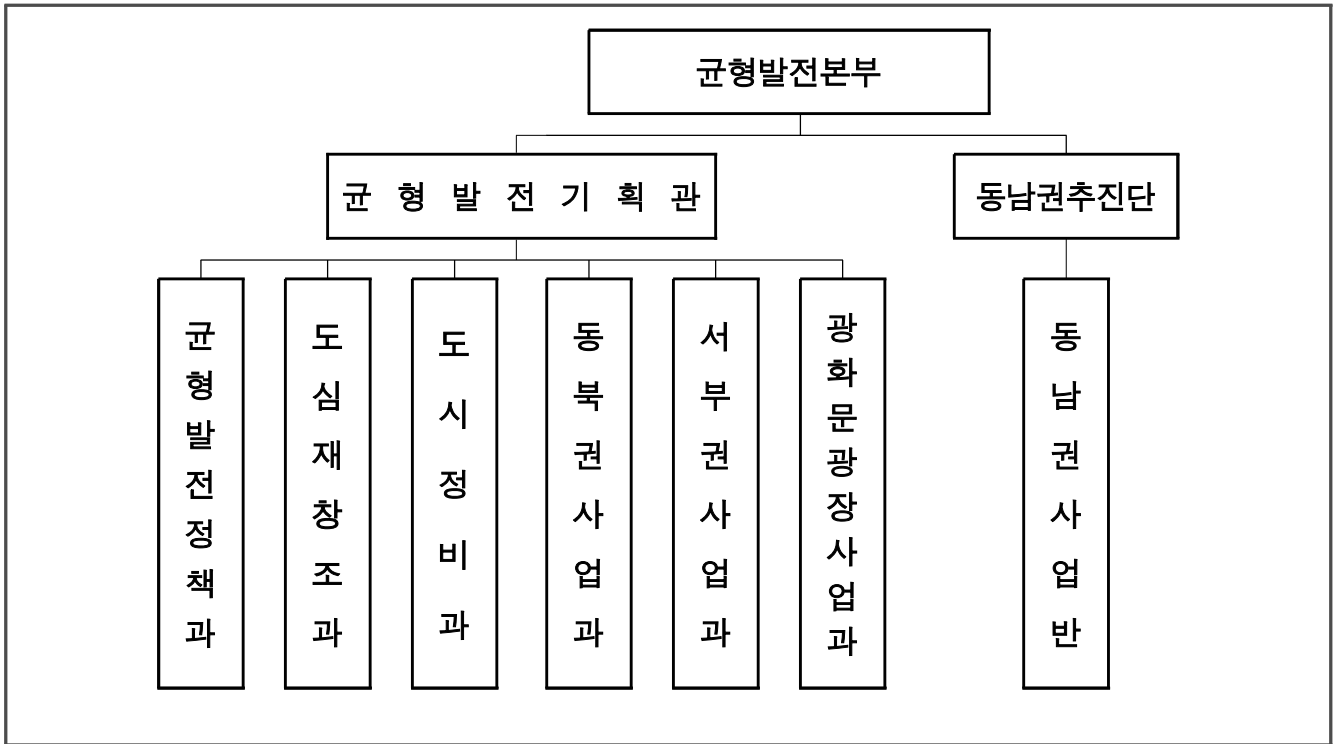 균형발전본부
균 형 발 전 기 획 관
동남권추진단
균형발전정책과
도심재창조과
도시정비과
동북권사업과
서부권사업과
광화문광장사업과
동남권사업반